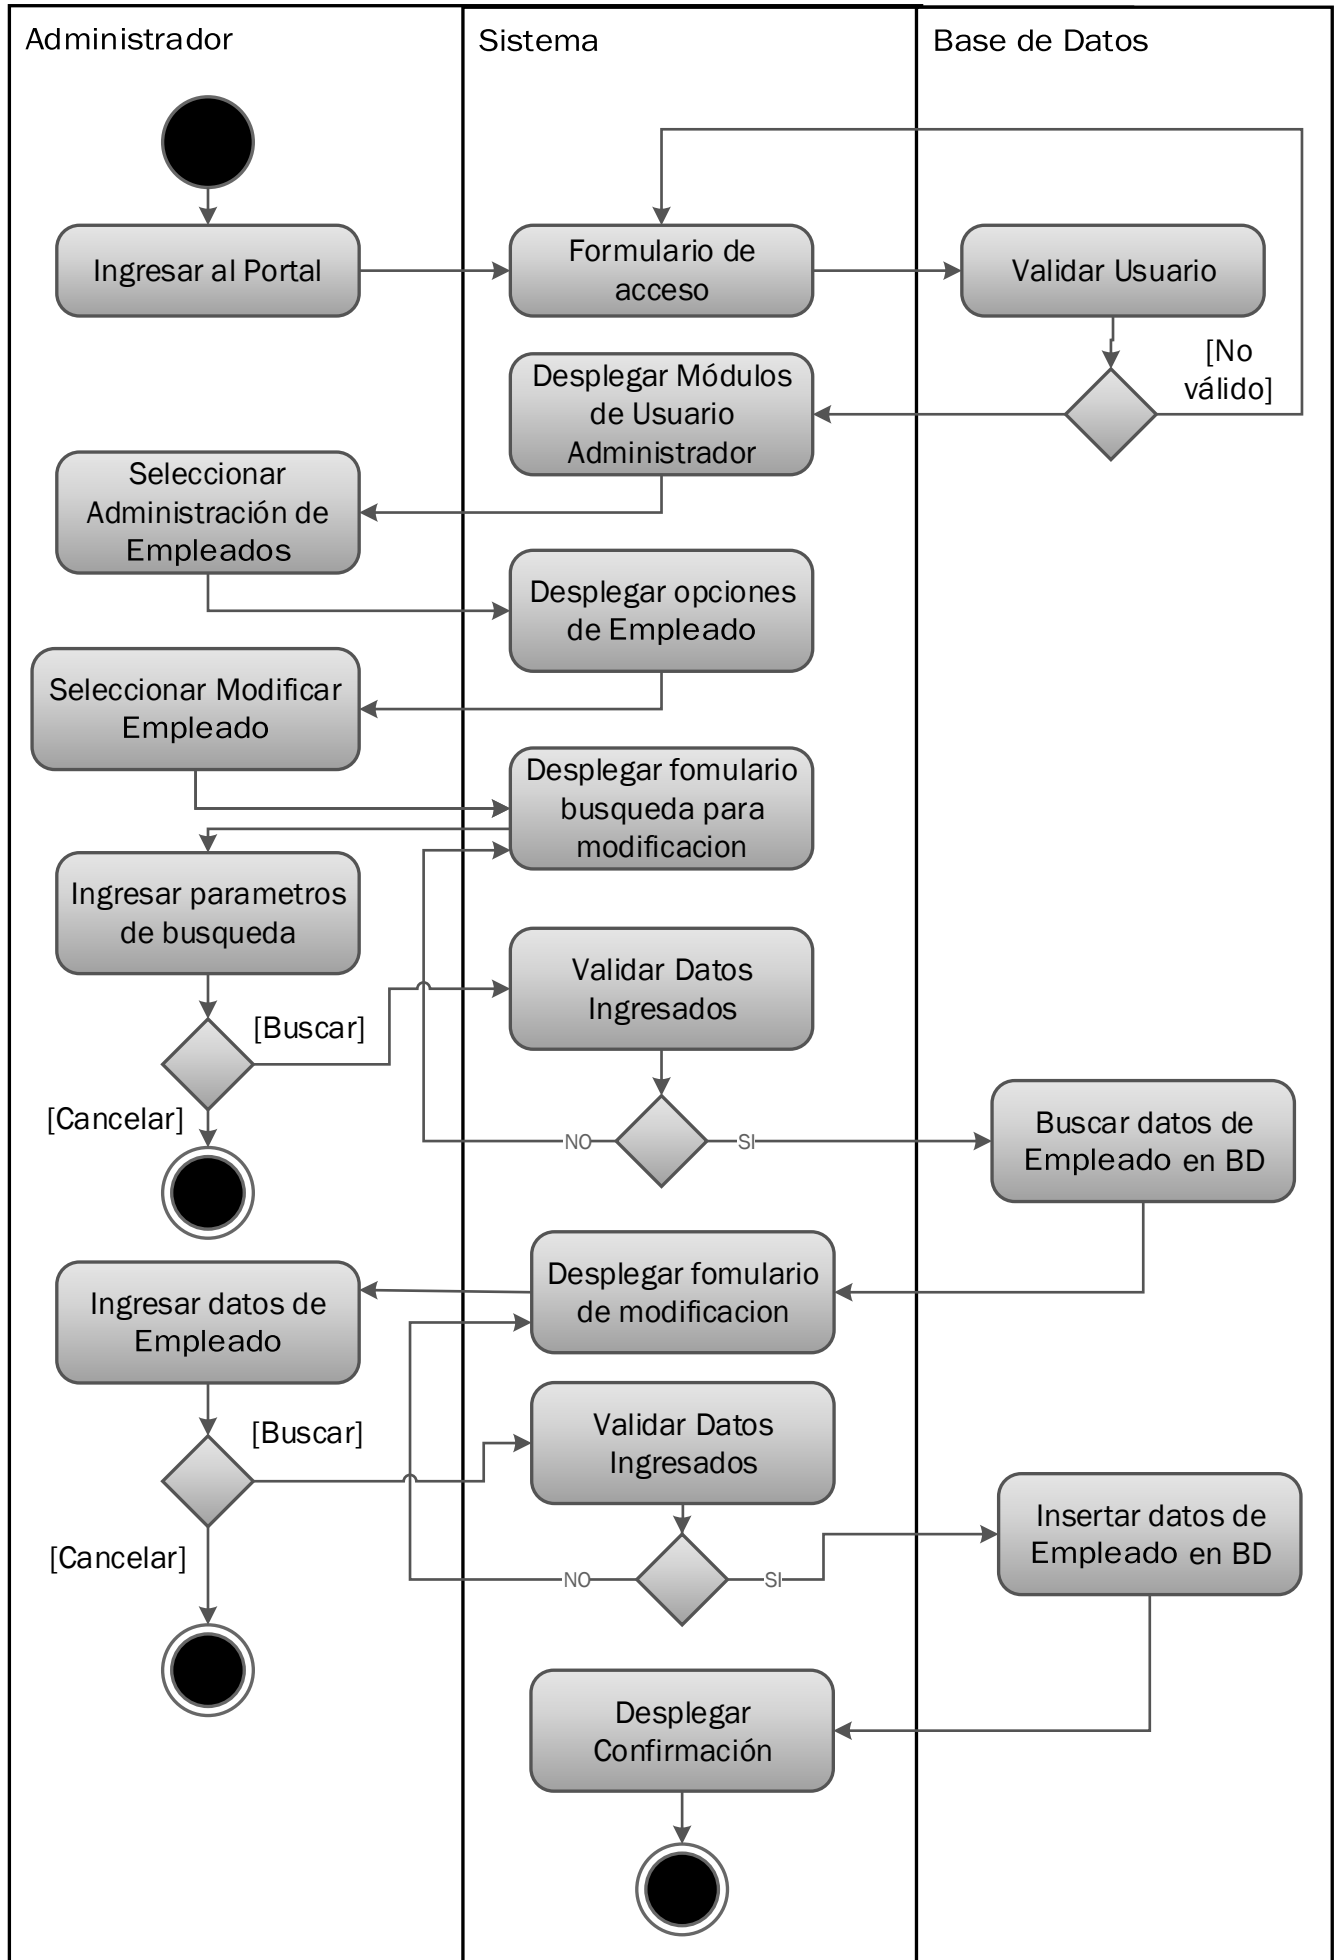 Administrador
Sistema
Base de Datos
Ingresar al Portal
Formulario de
acceso
Validar Usuario
[No
válido]
Desplegar Módulos
de Usuario
Administrador
Seleccionar
Administración de
Empleados
Desplegar opciones
de Empleado
Seleccionar Modificar
Empleado
Desplegar fomulario
busqueda para
modificacion
Ingresar parametros
de busqueda
Validar Datos
Ingresados
[Buscar]
[Cancelar]
NO
SI
Buscar datos de
Empleado en BD
Desplegar fomulario
de modificacion
Ingresar datos de
Empleado
[Buscar]
Validar Datos
Ingresados
[Cancelar]
NO
SI
Insertar datos de
Empleado en BD
Desplegar
Confirmación